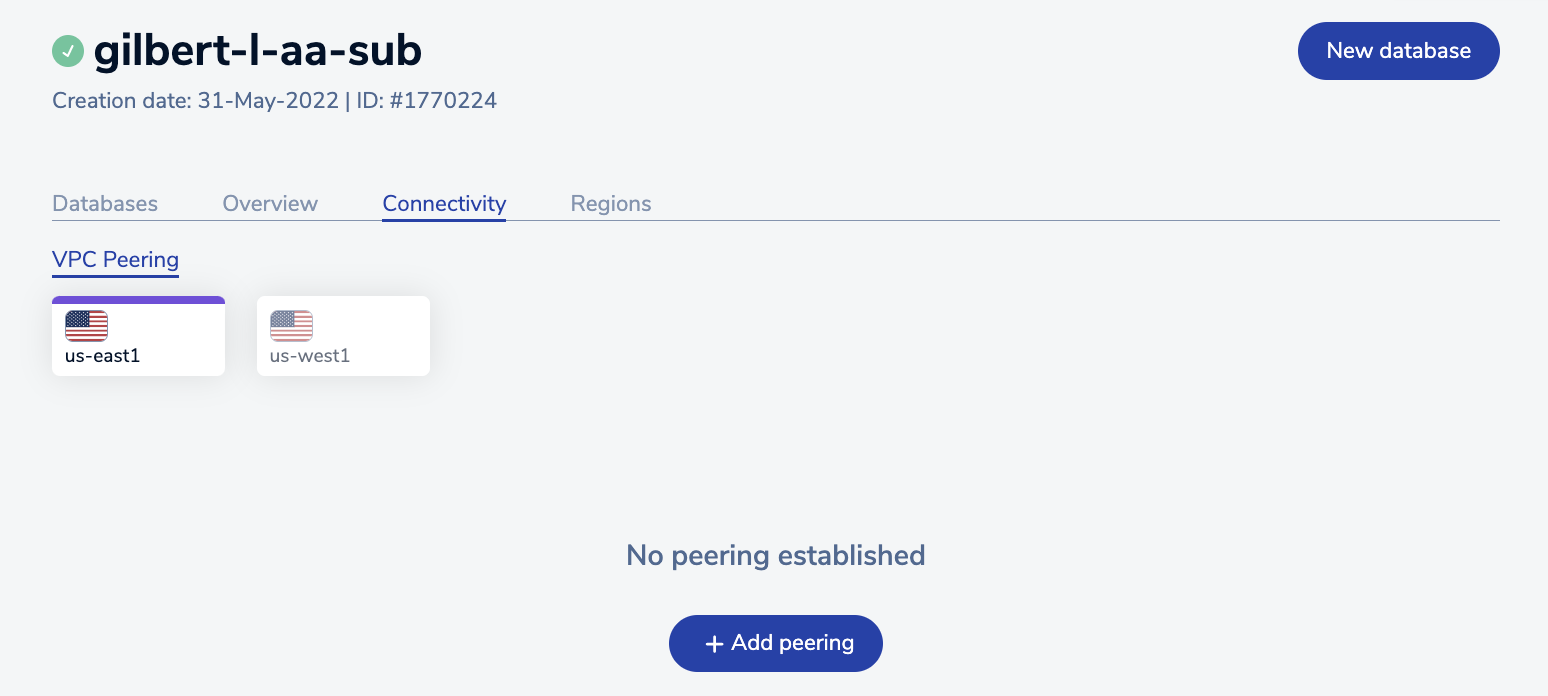 gilbert-l-aa-sub
New database
Creation date: 31-May-2022 | ID: #1770224
Databases Overview Connectivity Regions
VPC Peering
us-east1 us-west1
No peering established
+ Add peering